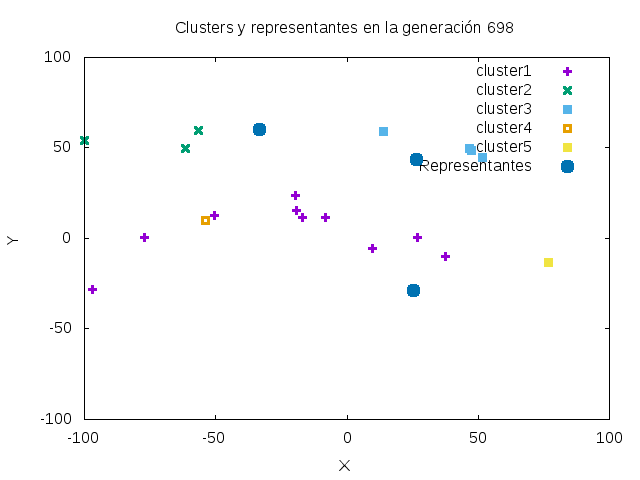 Clusters y representantes en la generación 698
100
50
0
-50
-100
-100
-50
0
50
100
Y
X
cluster1
cluster2
cluster3
cluster4
cluster5
Representantes